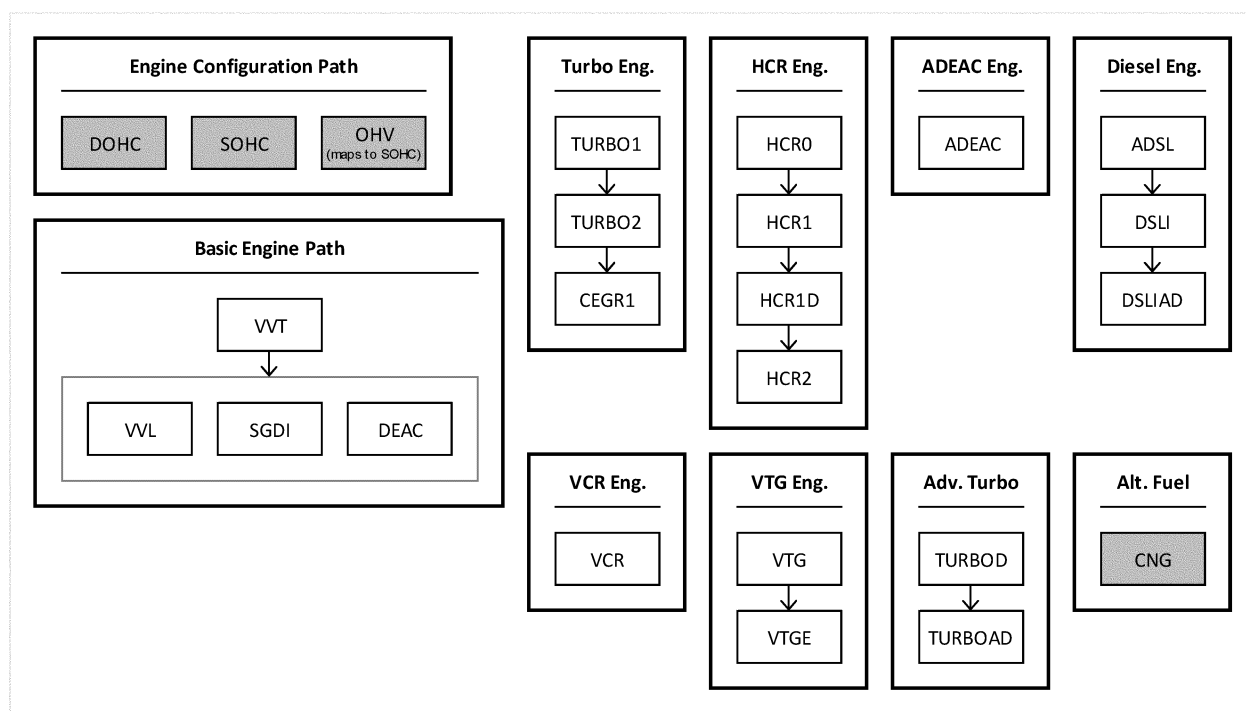 Engine Configuration Path
DOHC
SOHC
OHV
(maps to SOHC)
Basic Engine Path
VVT
VVL
SGDI
DEAC
Turbo Eng.
TURBO1
TURBO2
CEGR1
HCR Eng.
HCR0
HCR1
HCR1D
HCR2
ADEAC Eng.
ADEAC
Diesel Eng.
ADSL
DSLI
DSLIAD
VCR Eng.
VCR
VTG Eng.
VTG
VTGE
Adv. Turbo
TURBOD
TURBOAD
Alt. Fuel
CNG